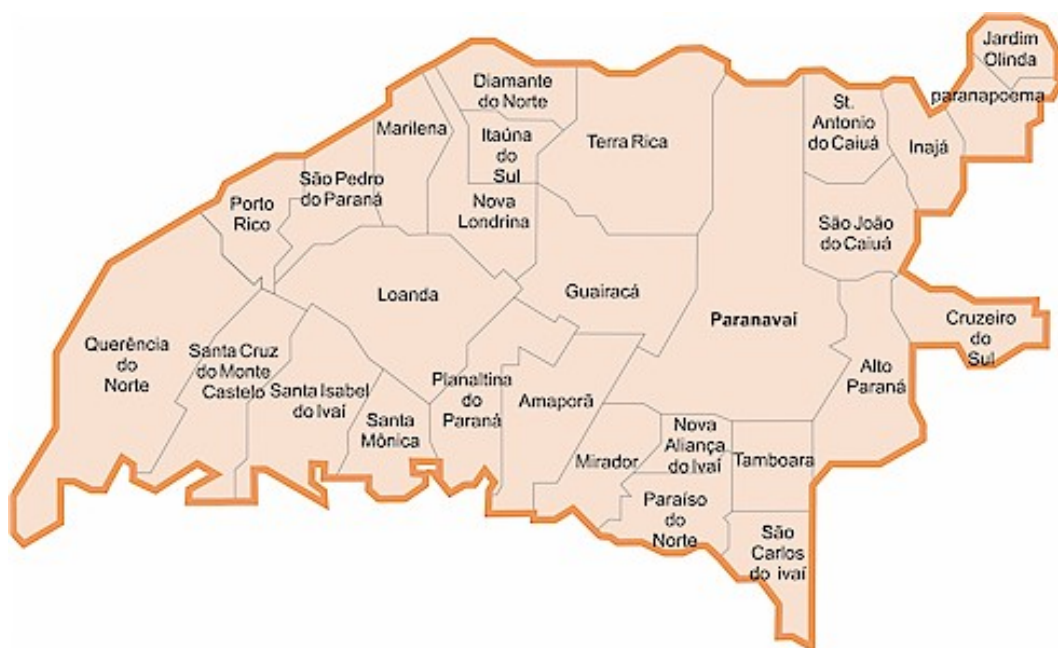 Jardim
Olinda
paranapoema
Diamante
do Norte
St.
Antonio
do Caiuá
Marilena
Itaúna
do
Sul
Terra Rica
Inajá
São Pedro
do Paraná
Porto
Rico
Nova
Londrina
São João
do Caiuá
Loanda
Guairacá
Paranavaí
Cruzeiro
do
Sul
Querência
do
Norte
Santa Cruz
do Monte
Castelo
Santa Isabel
do Ivaí
Santa
Mônica
Planaltina
do
Paraná
Amaporã
Alto
Paraná
Mirador
Nova
Aliança
do Ivaí
Tamboara
Paraíso
do
Norte
São
Carlos
do ivaí